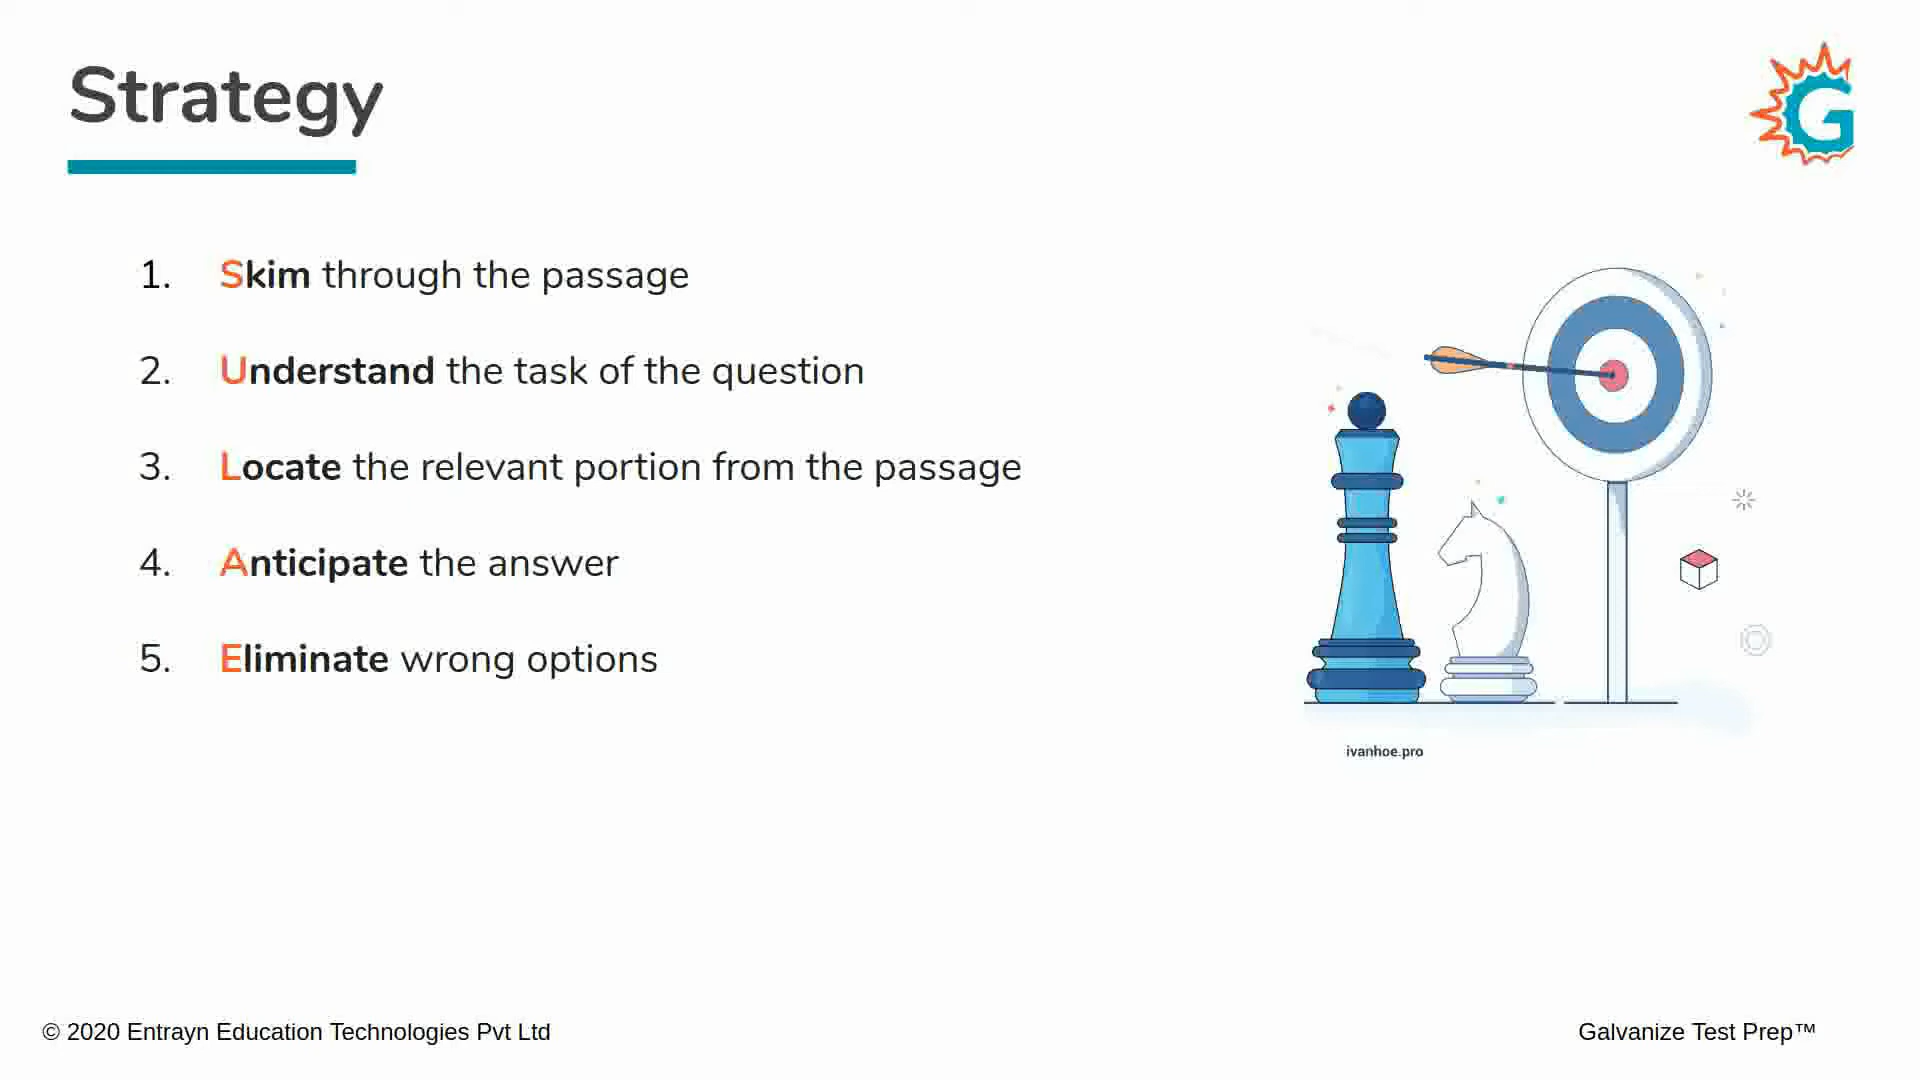 Strategy
G
1. Skim through the passage
2. Understand the task of the question
3. Locate the relevant portion from the passage
4. Anticipate the answer
5. Eliminate wrong options
ivanhoe.pro
© 2020 Entrayn Education Technologies Pvt Ltd
Galvanize Test Prep™